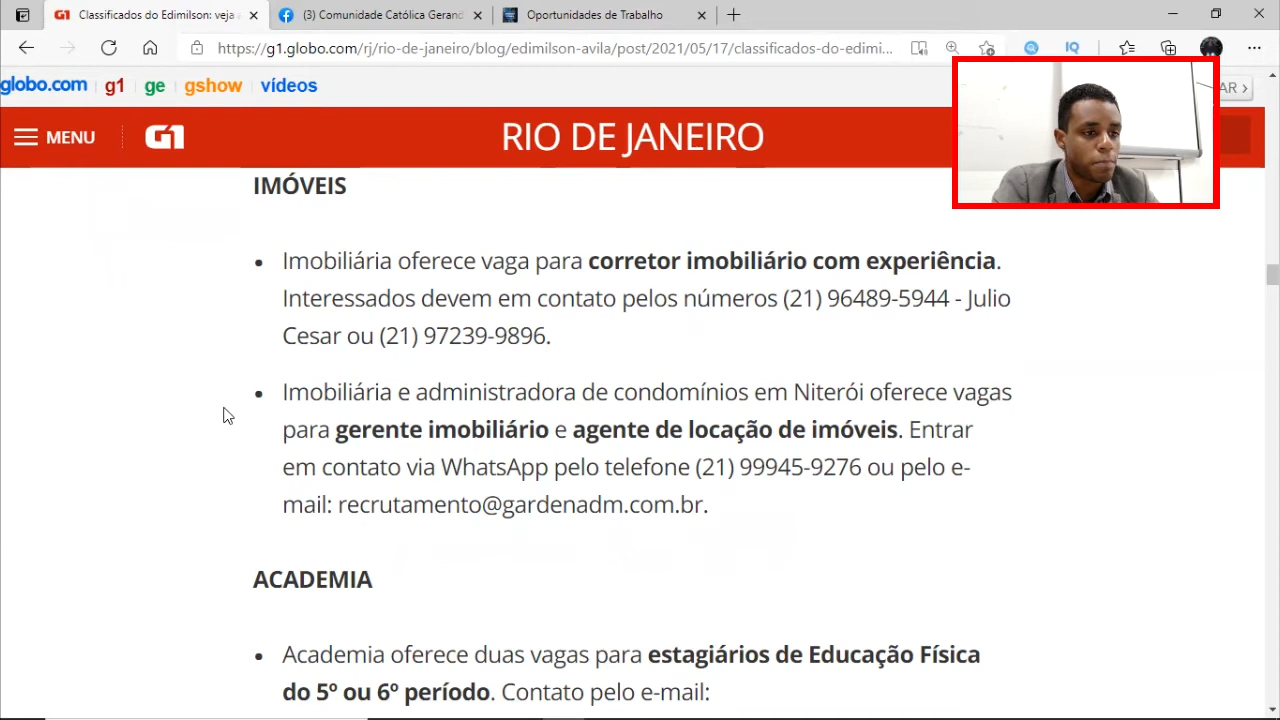 Classificados do Edimilson: veja a
(3) Comunidade Católica Gerand
Oportunidades de Trabalho
https://g1.globo.com/rj/rio-de-janeiro/blog/edimilson-avila/post/2021/05/17/classificados-do-edimi...
globo.com g1 ge gshow vídeos
AR
MENU G1 RIO DE JANEIRO
IMÓVEIS
• Imobiliária oferece vaga para corretor imobiliário com experiência.
Interessados devem em contato pelos números (21) 96489-5944 - Julio
Cesar ou (21) 97239-9896.
• Imobiliária e administradora de condomínios em Niterói oferece vagas
para gerente imobiliário e agente de locação de imóveis. Entrar
em contato via WhatsApp pelo telefone (21) 99945-9276 ou pelo e-
mail: recrutamento@gardenadm.com.br.
ACADEMIA
• Academia oferece duas vagas para estagiários de Educação Física
do 5º ou 6º período. Contato pelo e-mail: